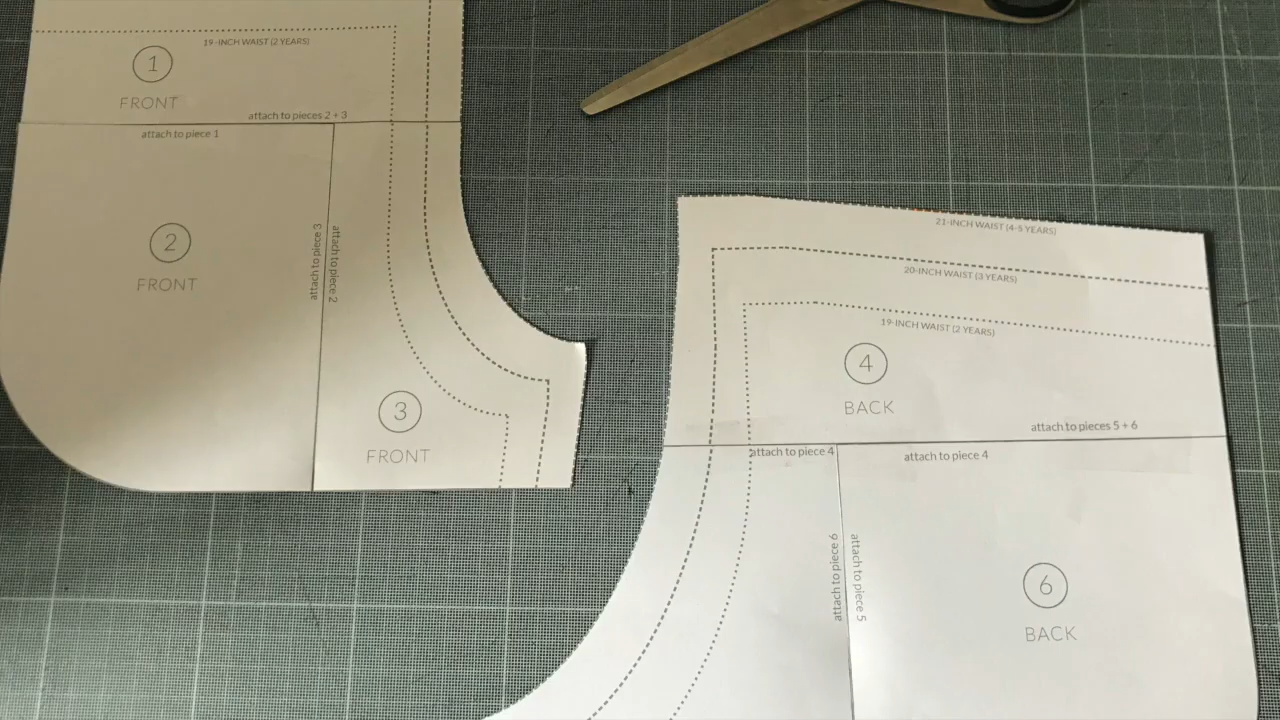 19-INCH WAIST (2 YEARS)
1
FRONT
attach to pieces 2 + 3
attach to piece 1
2
FRONT
attach to piece 3
attach to piece 2
3
FRONT
21-INCH WAIST (4-5 YEARS)
20-INCH WAIST (3 YEARS)
19-INCH WAIST (2 YEARS)
4
BACK
attach to pieces 5 + 6
attach to piece 4
attach to piece 4
attach to piece 6
attach to piece 5
6
BACK